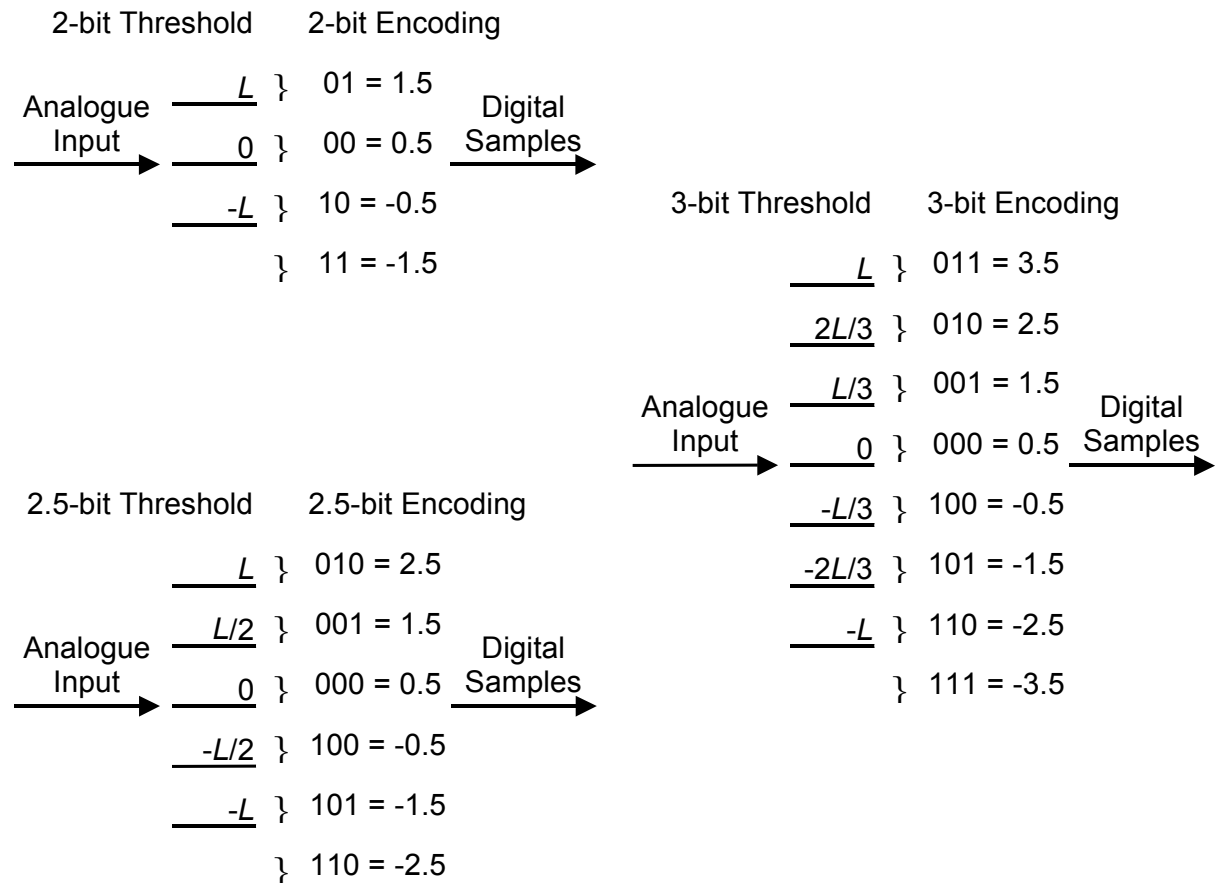 2-bit Threshold 2-bit Encoding
L } 01 = 1.5
Analogue Input
0 } 00 = 0.5
Digital Samples
-L } 10 = -0.5
} 11 = -1.5
3-bit Threshold 3-bit Encoding
L } 011 = 3.5
2L/3 } 010 = 2.5
L/3 } 001 = 1.5
Analogue
Input
0 } 000 = 0.5
Digital
Samples
-L/3 } 100 = -0.5
-2L/3 } 101 = -1.5
-L } 110 = -2.5
} 111 = -3.5
2.5-bit Threshold 2.5-bit Encoding
L } 010 = 2.5
L/2 } 001 = 1.5
Analogue
Input
0 } 000 = 0.5
Digital
Samples
-L/2 } 100 = -0.5
-L } 101 = -1.5
} 110 = -2.5